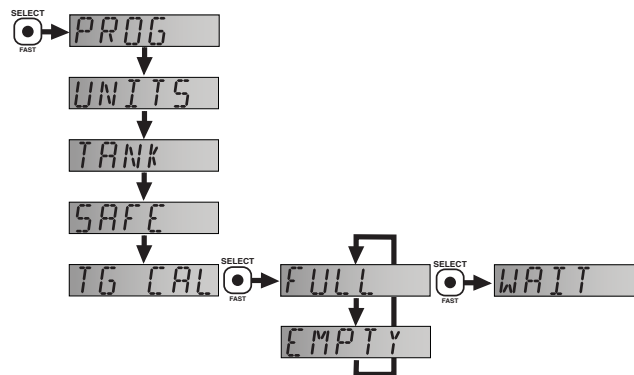 SELECT
FAST
PROG
UNITS
TANK
SAFE
TG CAL
SELECT
FAST
FULL
EMPTY
SELECT
FAST
WAIT